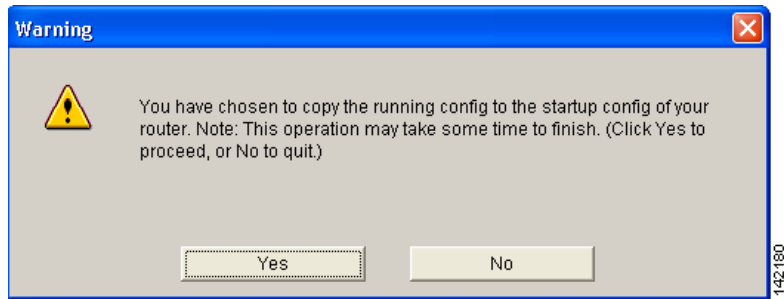 Warning
You have chosen to copy the running config to the startup config of your
router. Note: This operation may take some time to finish. (Click Yes to
proceed, or No to quit.)
Yes
No
142180